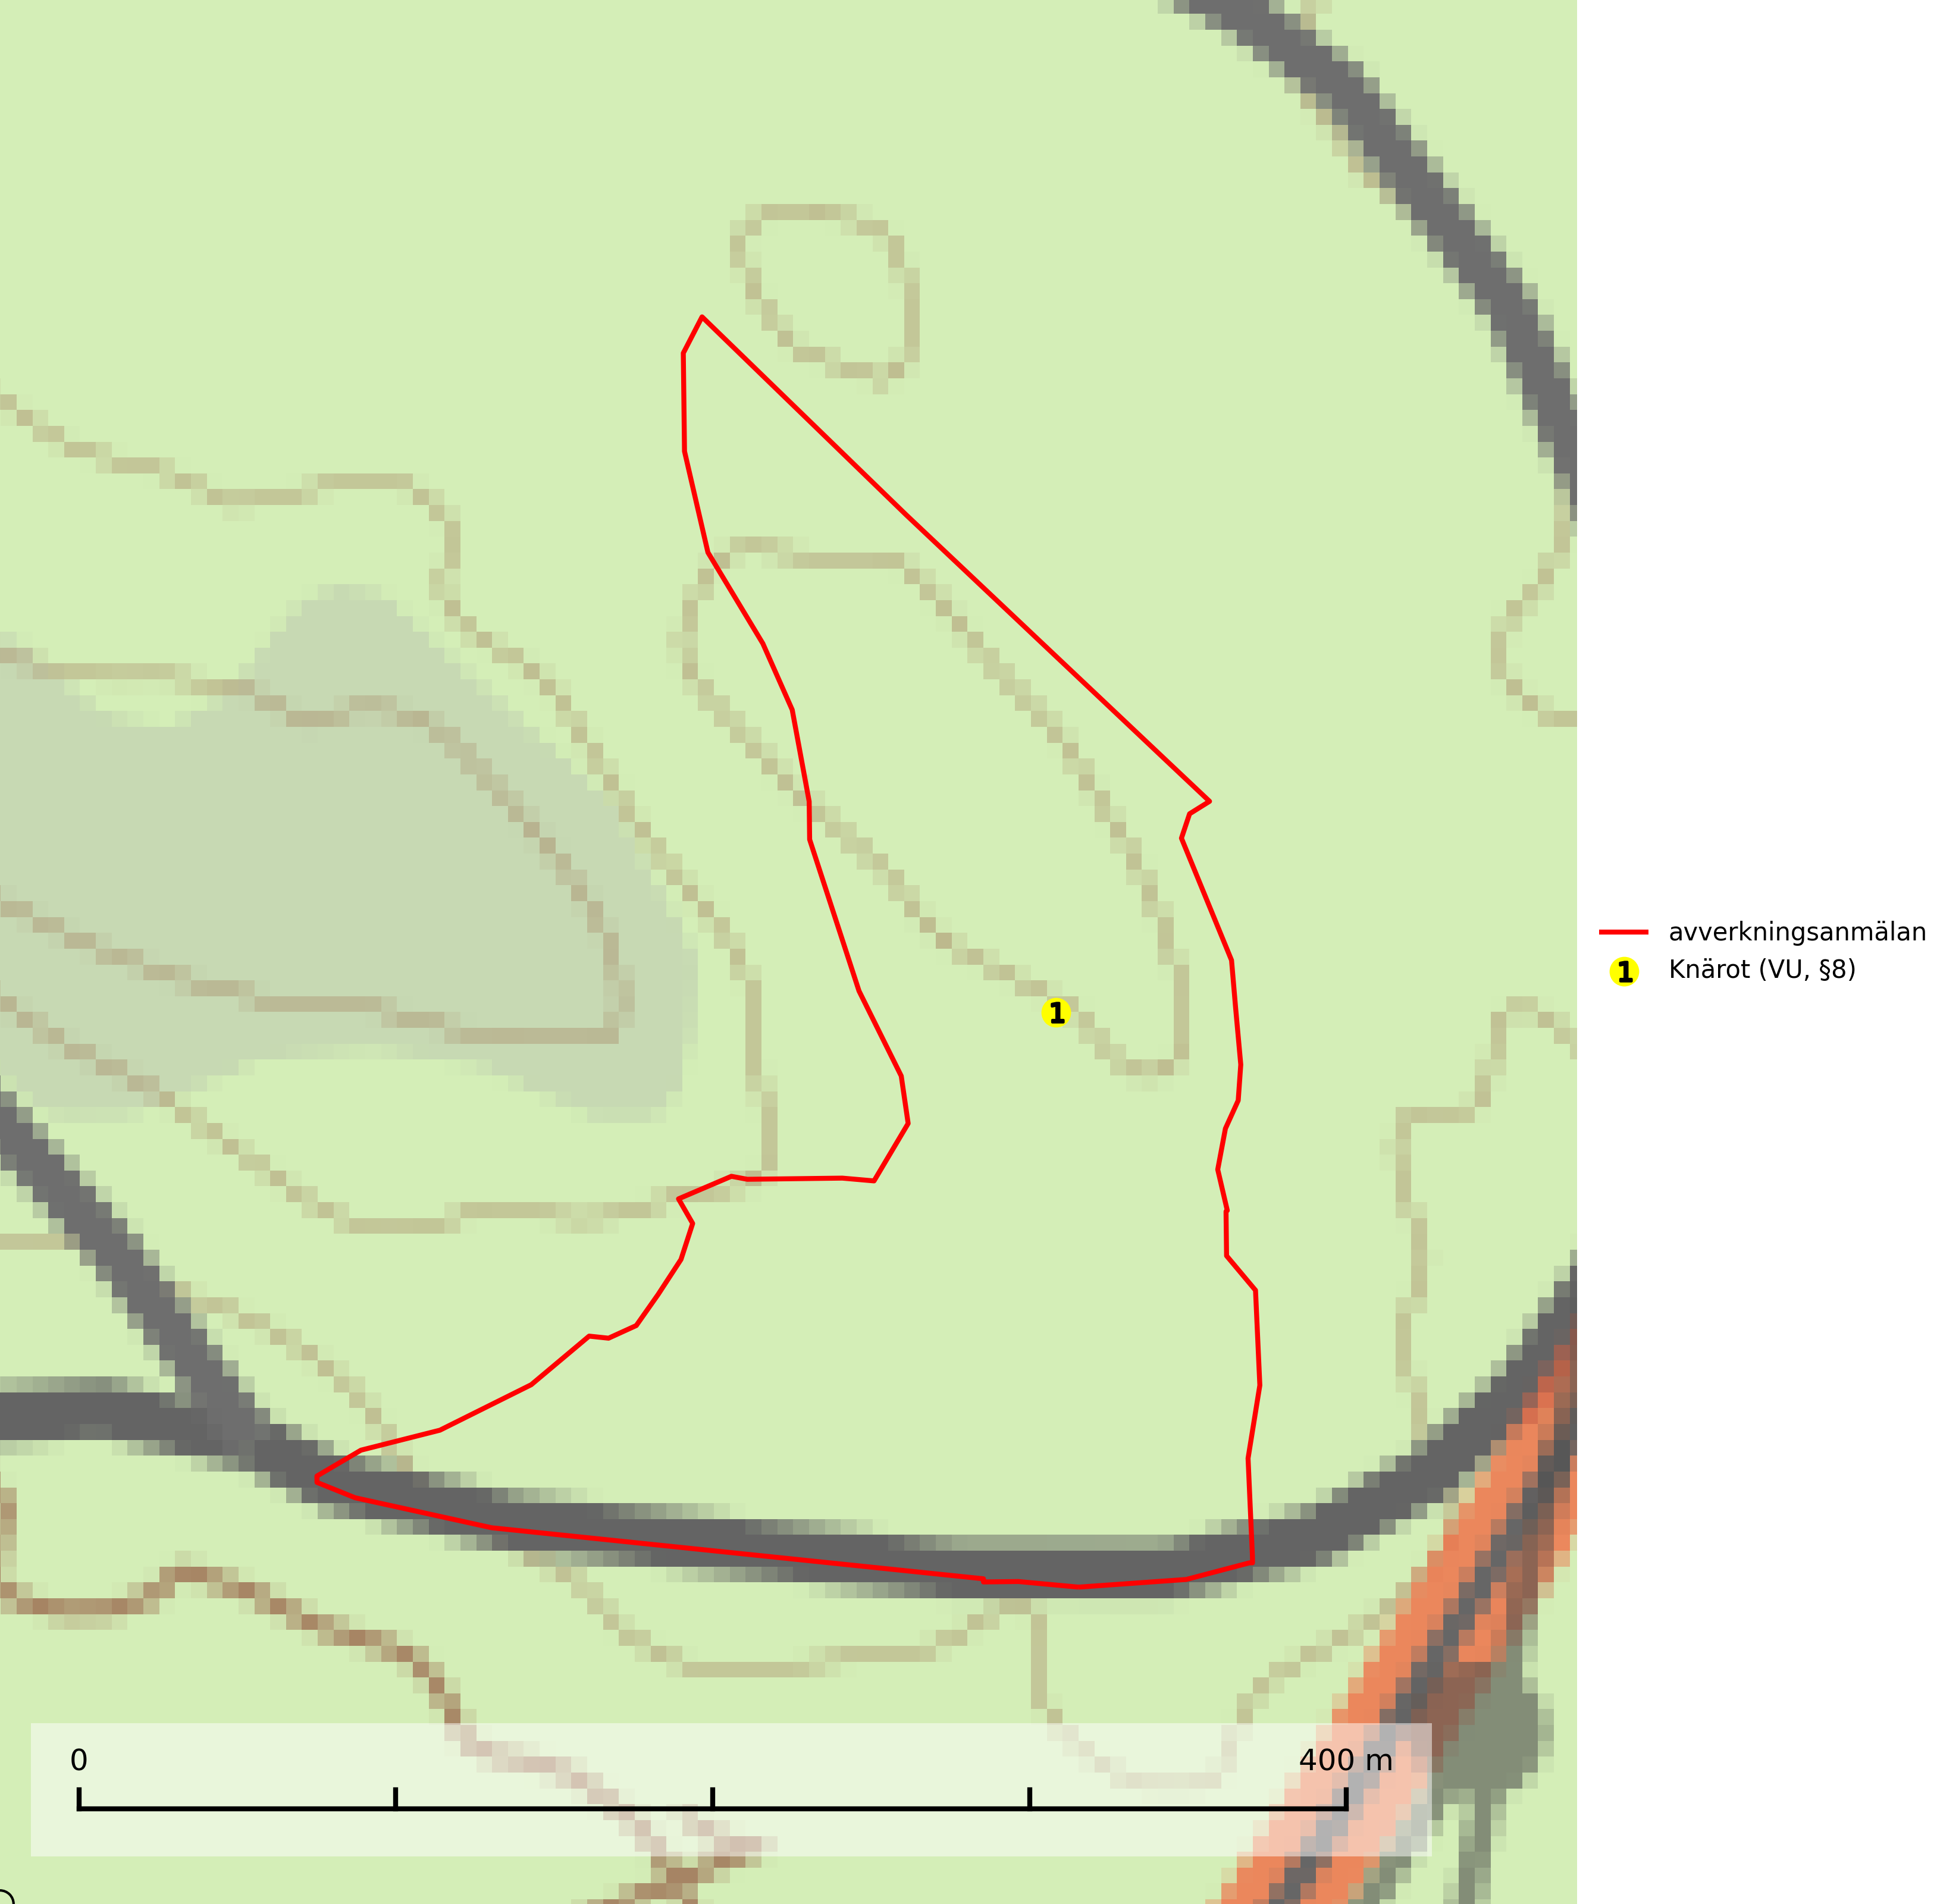 avverkningsanmälan
1 Knärot (VU, §8)
1
0 400 m